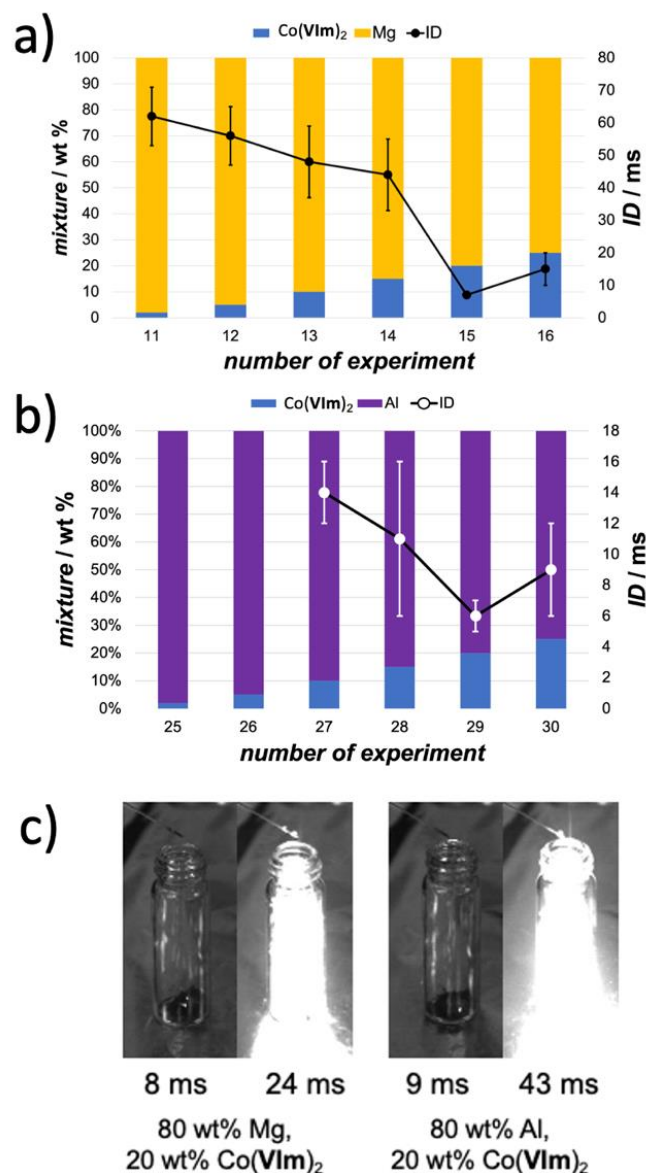 a)
Co(VIm)₂ Mg ID
100
90
80
70
60
50
40
30
20
10
0
mixture / wt %
80
70
60
50
40
30
20
10
0
ID / ms
11 12 13 14 15 16
number of experiment
b)
Co(VIm)₂ Al ID
100%
90%
80%
70%
60%
50%
40%
30%
20%
10%
0%
mixture / wt %
18
16
14
12
10
8
6
4
2
0
ID / ms
25 26 27 28 29 30
number of experiment
c)
8 ms 24 ms 9 ms 43 ms
80 wt% Mg, 80 wt% Al,
20 wt% Co(VIm)₂ 20 wt% Co(VIm)₂